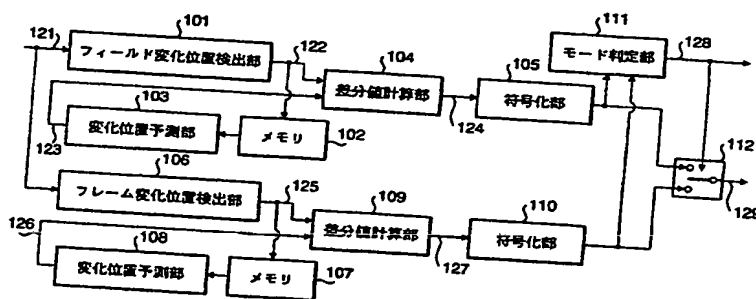 101
111
121
フィールド変化位置検出部
122
104
モード判定部
128
103
差分値計算部
105
符号化部
変化位置予測部
メモリ
124
123
102
112
106
フレーム変化位置検出部
125
109
110
129
126
108
差分値計算部
符号化部
変化位置予測部
メモリ
107
127